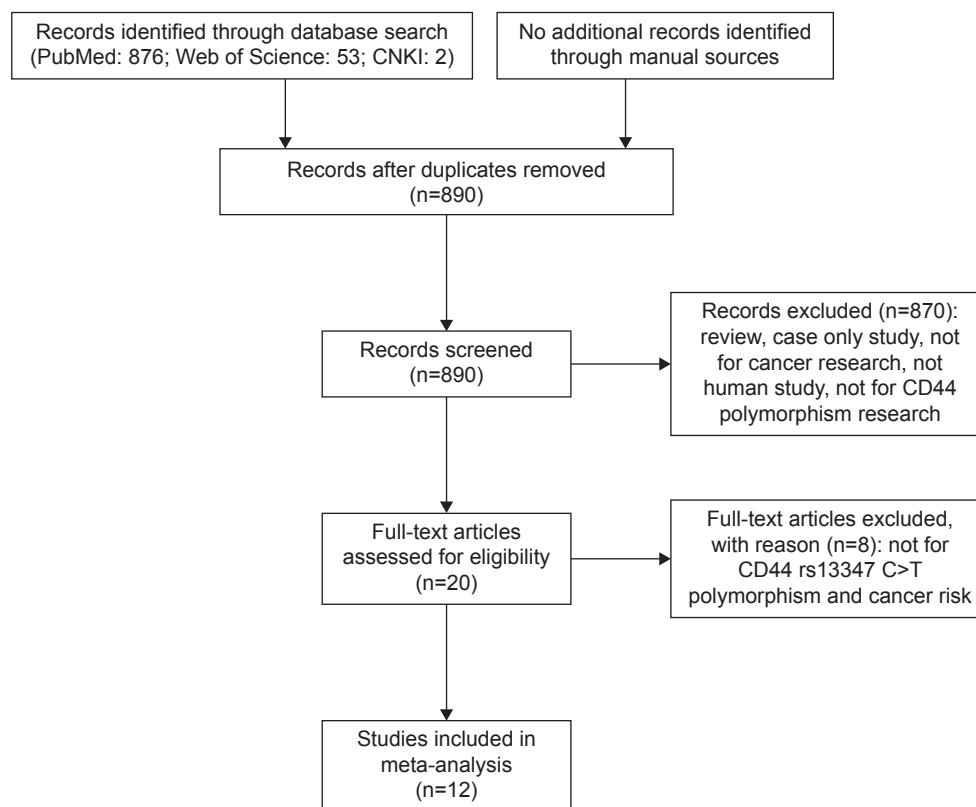 Records identified through database search
(PubMed: 876; Web of Science: 53; CNKI: 2)
No additional records identified
through manual sources
Records after duplicates removed
(n=890)
Records screened
(n=890)
Records excluded (n=870):
review, case only study, not
for cancer research, not
human study, not for CD44
polymorphism research
Full-text articles
assessed for eligibility
(n=20)
Full-text articles excluded,
with reason (n=8): not for
CD44 rs13347 C>T
polymorphism and cancer risk
Studies included in
meta-analysis
(n=12)